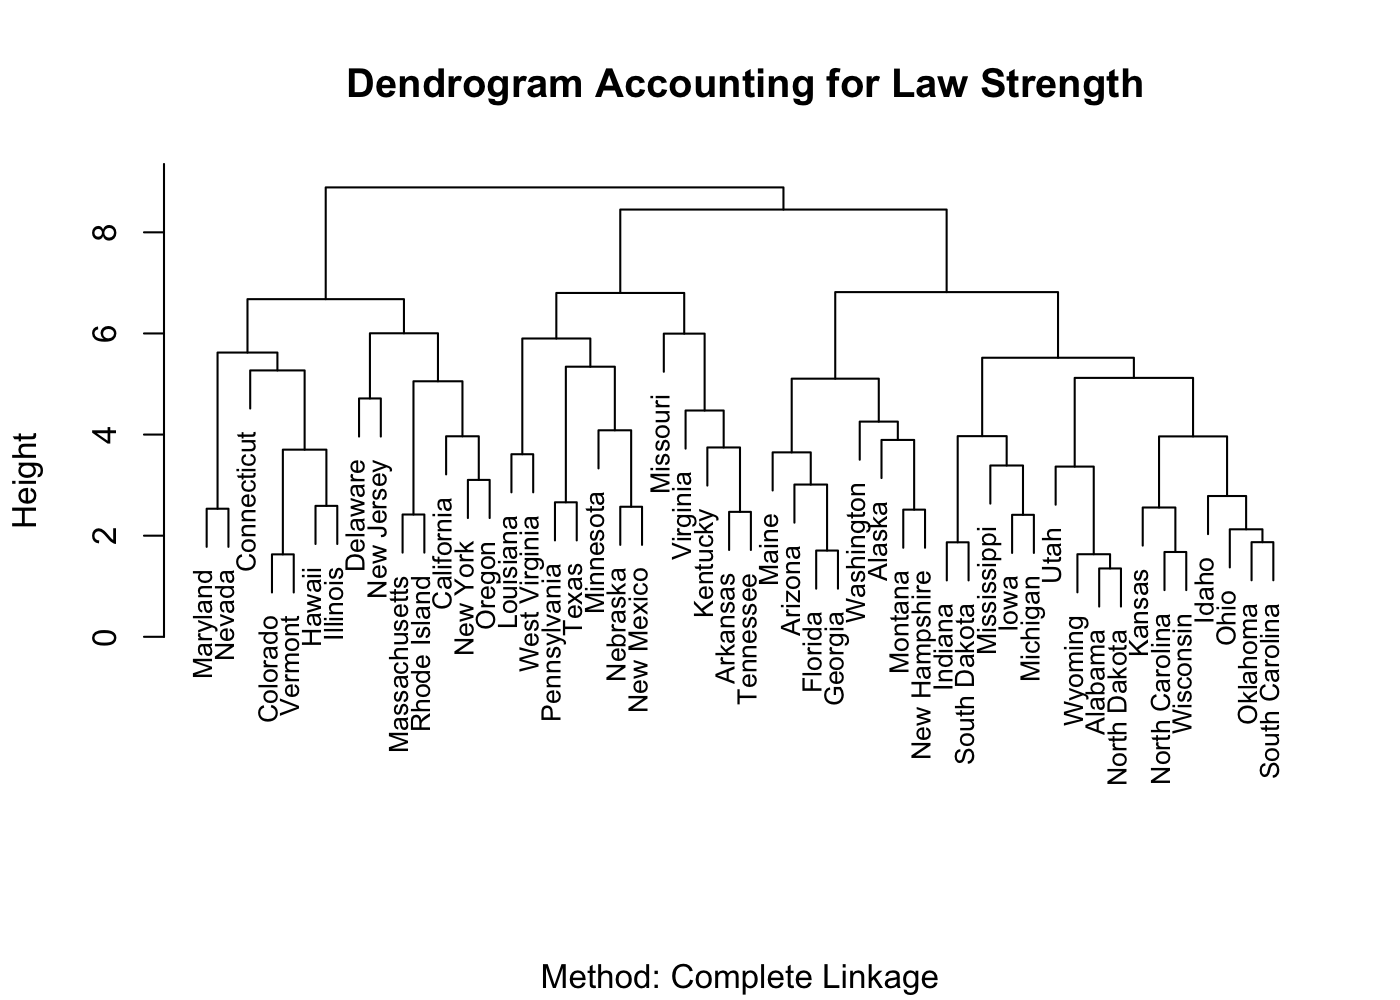 Dendrogram Accounting for Law Strength
Height
8
6
4
2
0
Maryland
Nevada
Connecticut
Colorado
Vermont
Hawaii
Illinois
Delaware
New Jersey
Massachusetts
Rhode Island
California
New York
Oregon
Louisiana
West Virginia
Pennsylvania
Texas
Minnesota
Nebraska
New Mexico
Missouri
Virginia
Kentucky
Arkansas
Tennessee
Maine
Arizona
Florida
Georgia
Washington
Alaska
Montana
New Hampshire
Indiana
South Dakota
Mississippi
Iowa
Michigan
Utah
Wyoming
Alabama
North Dakota
Kansas
North Carolina
Wisconsin
Idaho
Ohio
Oklahoma
South Carolina
Method: Complete Linkage